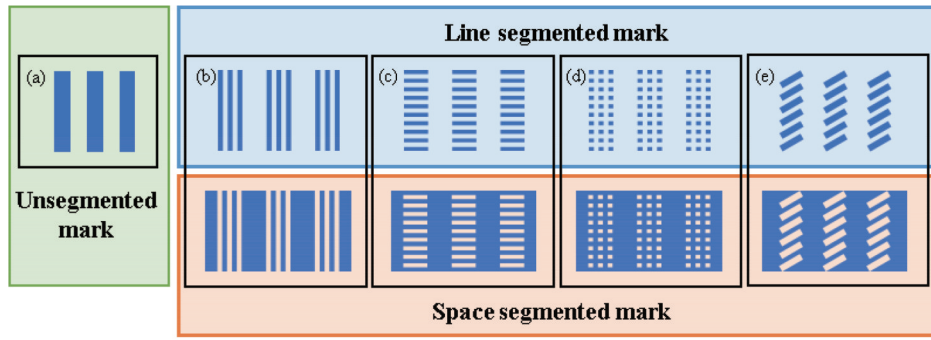 Line segmented mark
(a)
(b)
(c)
(d)
(e)
Unsegmented
mark
Space segmented mark